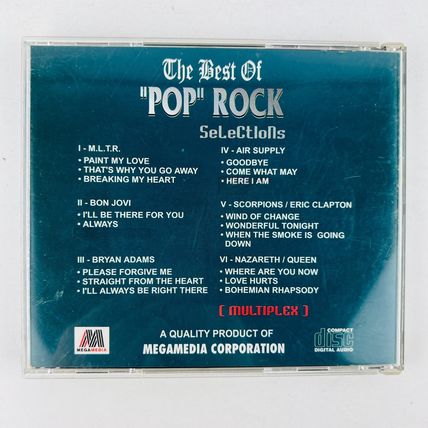 The Best Of
"POP" ROCK
SeLeCtIoNs
I - M.L.T.R.
• PAINT MY LOVE
• THAT'S WHY YOU GO AWAY
• BREAKING MY HEART
II - BON JOVI
• I'LL BE THERE FOR YOU
• ALWAYS
III - BRYAN ADAMS
• PLEASE FORGIVE ME
• STRAIGHT FROM THE HEART
• I'LL ALWAYS BE RIGHT THERE
IV - AIR SUPPLY
• GOODBYE
• COME WHAT MAY
• HERE I AM
V - SCORPIONS / ERIC CLAPTON
• WIND OF CHANGE
• WONDERFUL TONIGHT
• WHEN THE SMOKE IS GOING
DOWN
VI - NAZARETH / QUEEN
• WHERE ARE YOU NOW
• LOVE HURTS
• BOHEMIAN RHAPSODY
[ MULTIPLEX ]
MEGAMEDIA
A QUALITY PRODUCT OF
MEGAMEDIA CORPORATION
COMPACT
disc
DIGITAL AUDIO